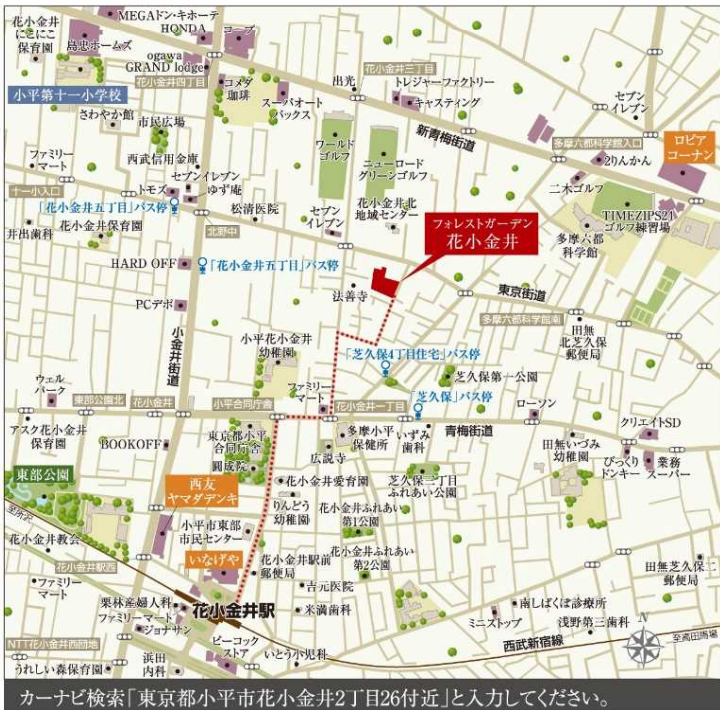 MEGAドン・キホーテ
HONDA
コープ
花小金井
にこにこ
保育園
島忠ホームズ
ogawa
GRAND lodge
花小金井四丁目
コメダ
珈琲
小平第十一小学校
さわやか館
市民広場
スーパーオート
バックス
出光
花小金井三丁目
トレジャーファクトリー
キャスティング
セブン
イレブン
新青梅街道
多摩六都科学館入口
ロピア
コーナン
2りんかん
ファミリー
マート
西武信用金庫
セブンイレブン
トモズ
ゆず庵
ワールド
ゴルフ
ニューロード
グリーンゴルフ
二木ゴルフ
十一小入口
「花小金井五丁目」バス停
松清医院
セブン
イレブン
花小金井北
地域センター
TIMEZIPS21
ゴルフ練習場
多摩六都
科学館
井出歯科
花小金井保育園
北野中
フォレストガーデン
花小金井
HARD OFF
「花小金井五丁目」バス停
法善寺
東京街道
PCデポ
小金井街道
多摩六都科学館南
田無
北芝久保
郵便局
小平花小金井
幼稚園
「芝久保4丁目住宅」バス停
ウェル
パーク
芝久保第一公園
ファミリー
マート
「芝久保」バス停
東部公園北
花小金井
小平合同庁舎
花小金井一丁目
ローソン
アスク花小金井
保育園
青梅街道
クリエイトSD
BOOKOFF
東京都小平
合同庁舎
圓成院
多摩小平
保健所
いずみ
歯科
広説寺
田無いづみ
幼稚園
びっくり
ドンキー
業務
スーパー
東部公園
西友
ヤマダデンキ
花小金井愛育園
芝久保二丁目
ふれあい公園
りんどう
幼稚園
花小金井ふれあい
第1公園
至所沢
花小金井教会
小平市東部
市民センター
いなげや
花小金井駅前
郵便局
花小金井ふれあい
第2公園
田無芝久保二
郵便局
花小金井駅西
ファミリー
マート
吉元医院
栗林産婦人科
花小金井駅
米満歯科
南しばくぼ診療所
ファミリーマート
ジョナサン
ミニストップ
浅野第三歯科
N
NTT花小金井西団地
ピーコック
ストア
西武新宿線
至高田馬場
うれしい森保育園
浜田
内科
いとう小児科
カーナビ検索「東京都小平市花小金井2丁目26付近」と入力してください。